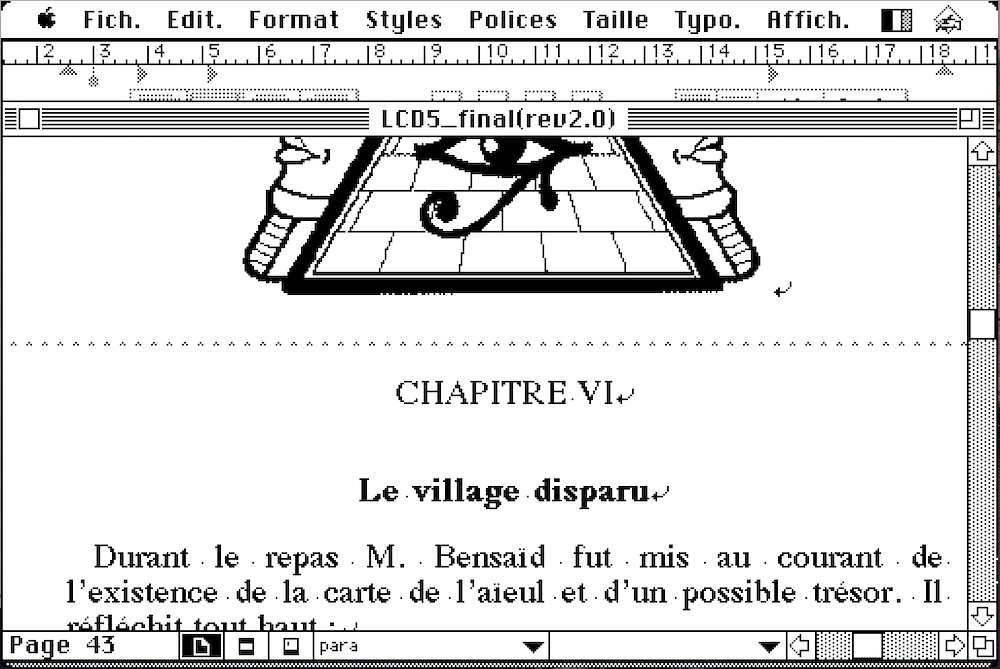 Fich. Edit. Format Styles Polices Taille Typo. Affich.
2 3 4 5 6 7 8 9 10 11 12 13 14 15 16 17 18
LCD5_final(rev2.0)
CHAPITRE VI
Le village disparu
Durant le repas M. Bensaïd fut mis au courant de
l’existence de la carte de l’aïeul et d’un possible trésor. Il
réfléchit tout haut :
Page 43 para